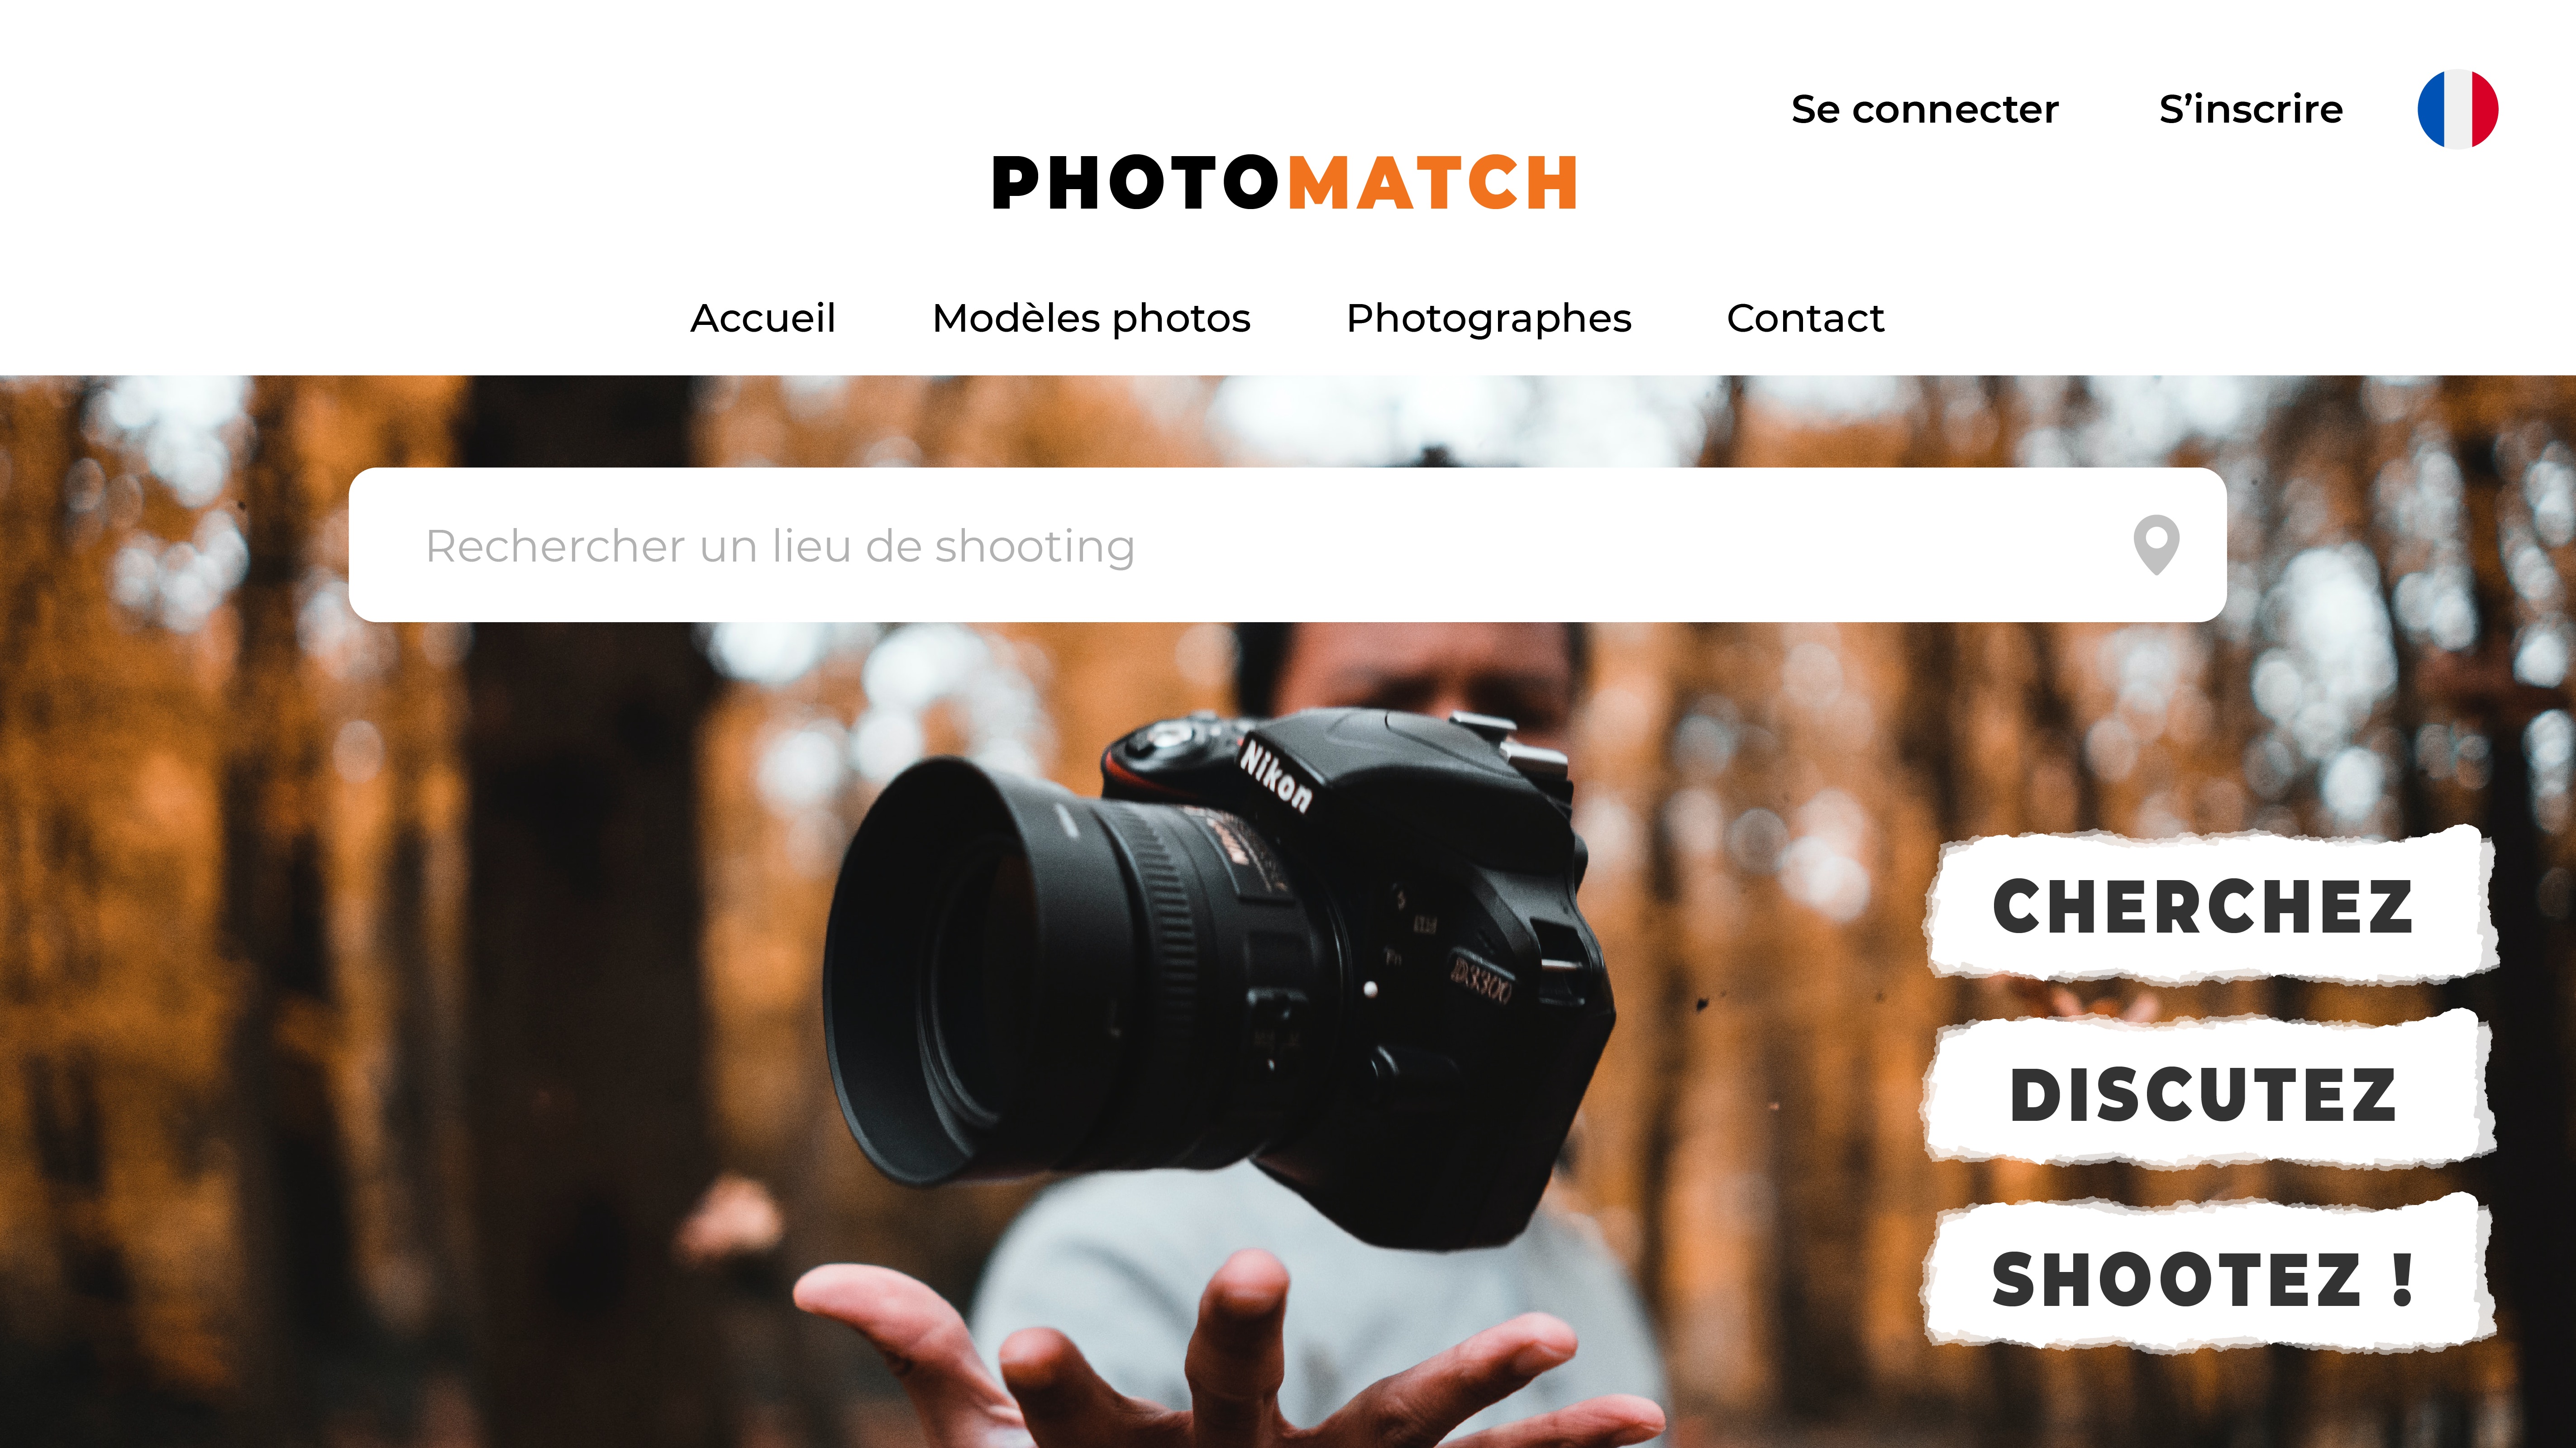 Se connecter S’inscrire
PHOTOMATCH
Accueil Modèles photos Photographes Contact
Rechercher un lieu de shooting
Nikon
D3300
CHERCHEZ
DISCUTEZ
SHOOTEZ !